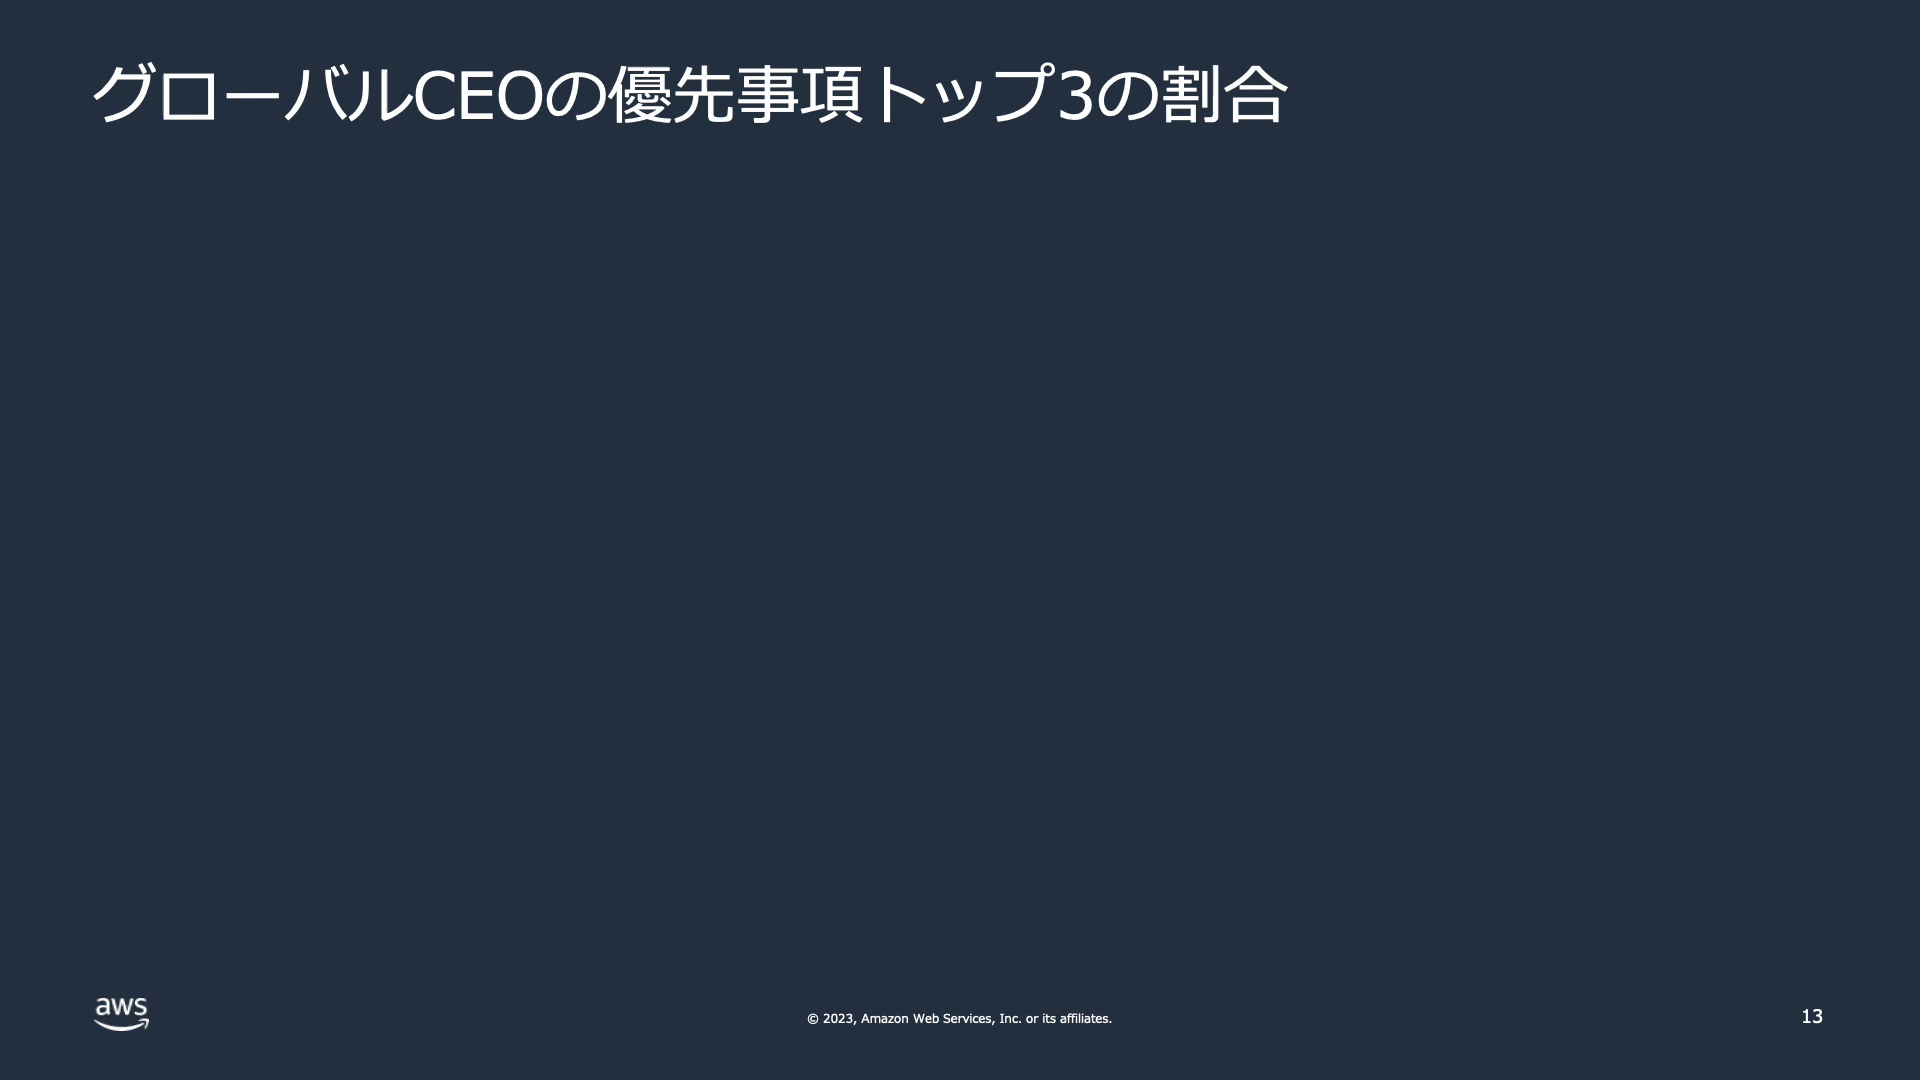 グローバルCEOの優先事項トップ3の割合
aws
© 2023, Amazon Web Services, Inc. or its affiliates.
13